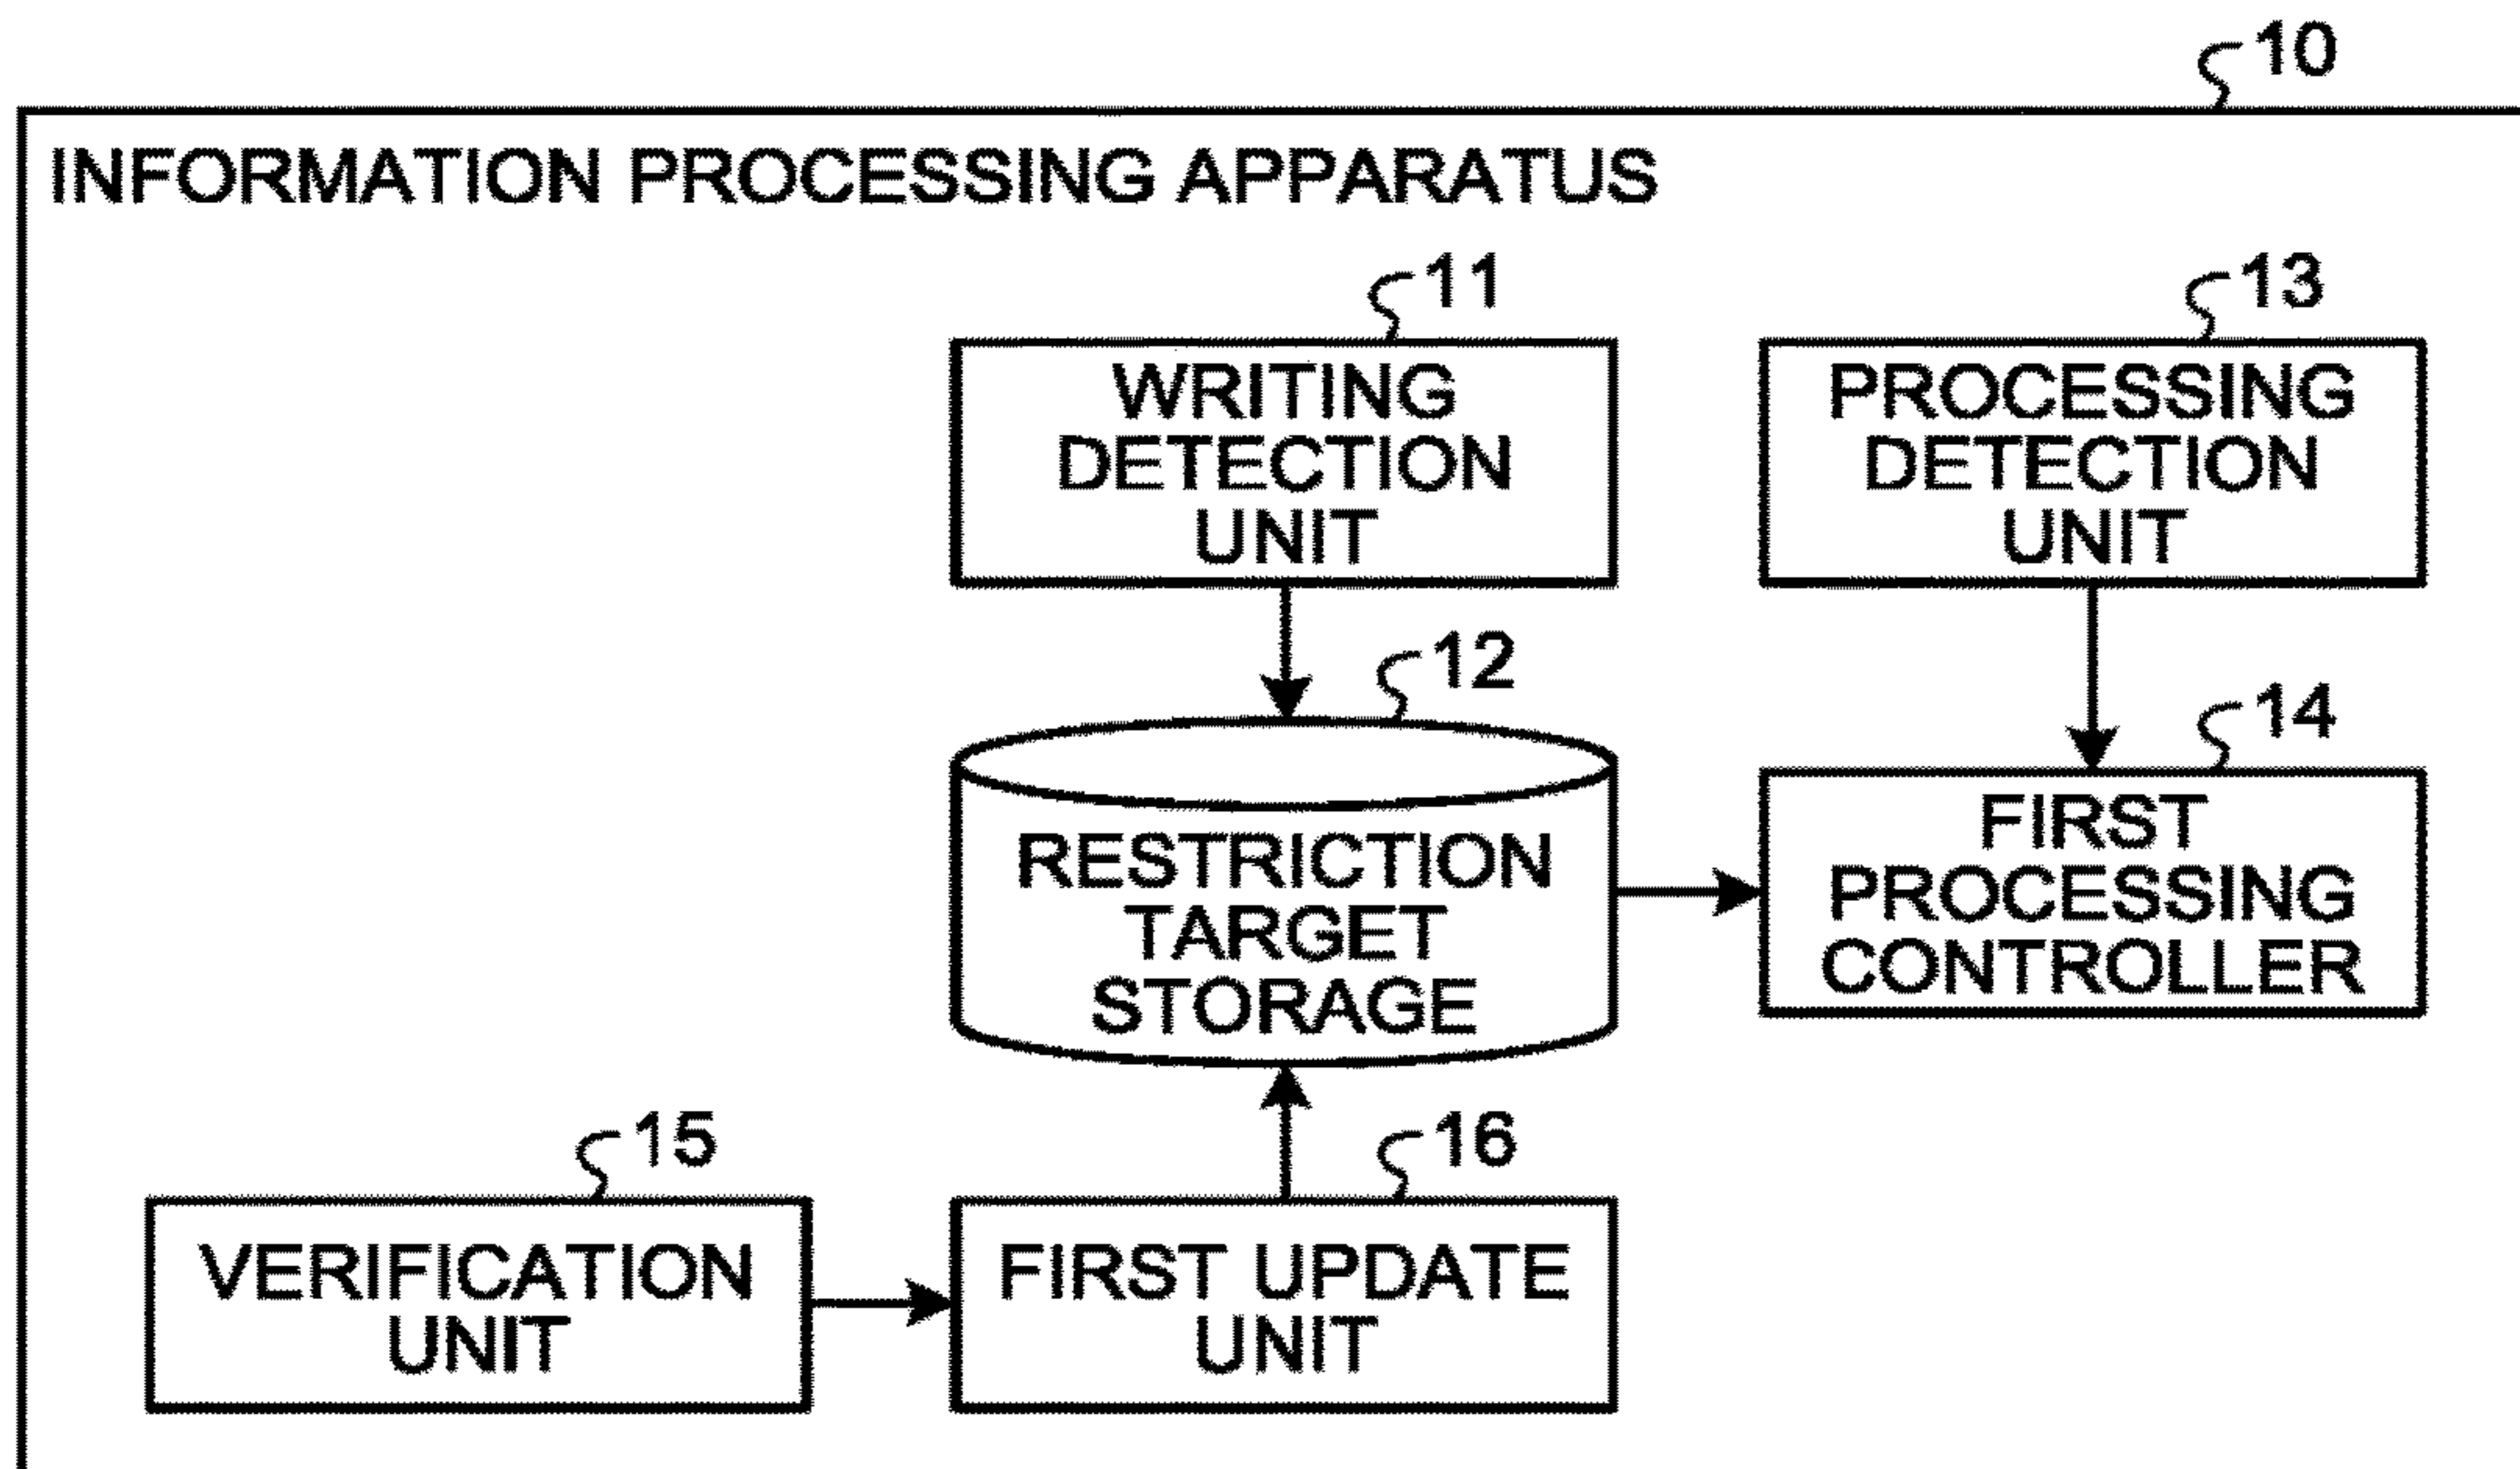 10
INFORMATION PROCESSING APPARATUS
11
13
WRITING
DETECTION
UNIT
PROCESSING
DETECTION
UNIT
12
14
RESTRICTION
TARGET
STORAGE
FIRST
PROCESSING
CONTROLLER
15
16
VERIFICATION
UNIT
FIRST UPDATE
UNIT